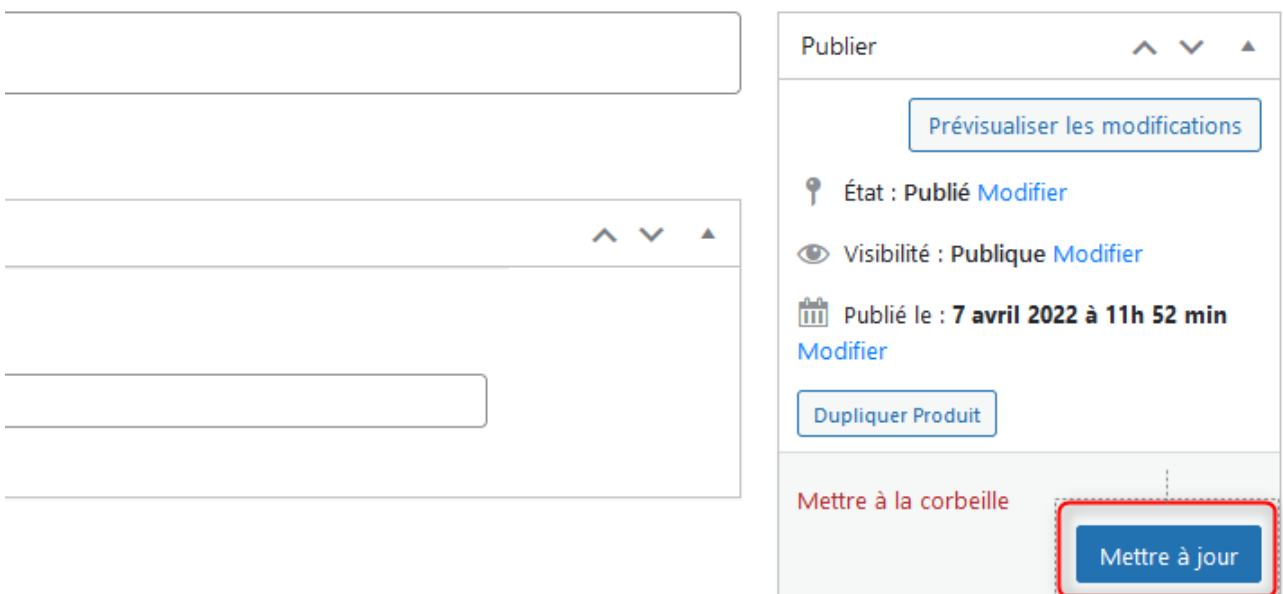 Publier
Prévisualiser les modifications
État : Publié Modifier
Visibilité : Publique Modifier
Publié le : 7 avril 2022 à 11h 52 min
Modifier
Dupliquer Produit
Mettre à la corbeille
Mettre à jour